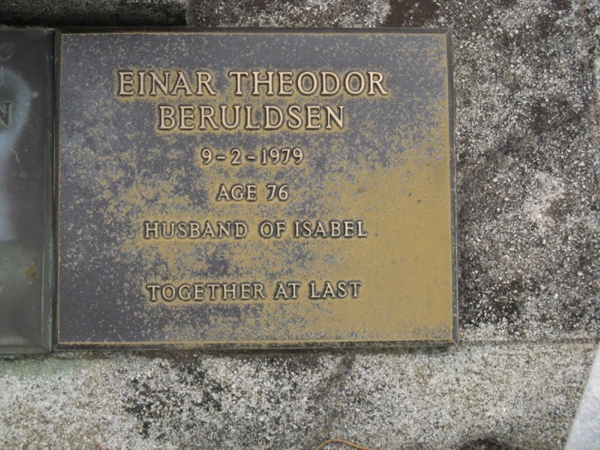 EINAR THEODOR
BERULDSEN
9-2-1979
AGE 76
HUSBAND OF ISABEL
TOGETHER AT LAST
N